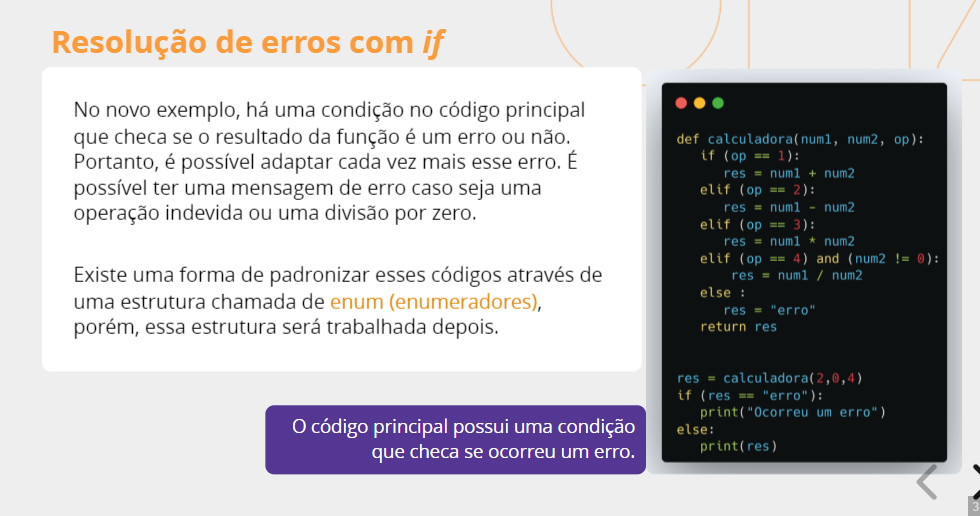 Resolução de erros com if
No novo exemplo, há uma condição no código principal
que checa se o resultado da função é um erro ou não.
Portanto, é possível adaptar cada vez mais esse erro. É
possível ter uma mensagem de erro caso seja uma
operação indevida ou uma divisão por zero.
Existe uma forma de padronizar esses códigos através de
uma estrutura chamada de enum (enumeradores),
porém, essa estrutura será trabalhada depois.
O código principal possui uma condição
que checa se ocorreu um erro.
def calculadora(num1, num2, op):
    if (op == 1):
        res = num1 + num2
    elif (op == 2):
        res = num1 - num2
    elif (op == 3):
        res = num1 * num2
    elif (op == 4) and (num2 != 0):
         res = num1 / num2
    else :
        res = "erro"
    return res
res = calculadora(2,0,4)
if (res == "erro"):
    print("Ocorreu um erro")
else:
    print(res)
3